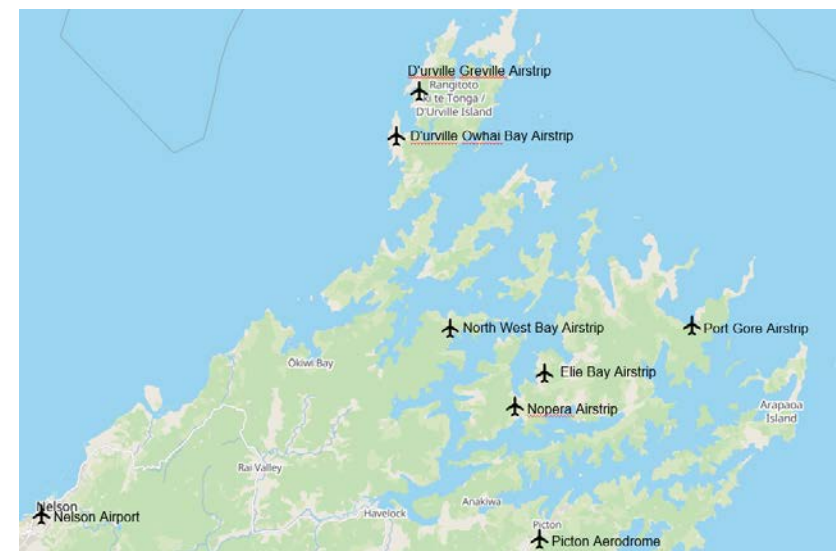 D'urville Greville Airstrip
Rangitoto
ki te Tonga /
D'Urville Island
D'urville Owhai Bay Airstrip
North West Bay Airstrip
Port Gore Airstrip
Ōkiwi Bay
Elie Bay Airstrip
Nopera Airstrip
Arapaoa
Island
Rai Valley
Anakiwa
Nelson
Nelson Airport
Havelock
Picton
Picton Aerodrome